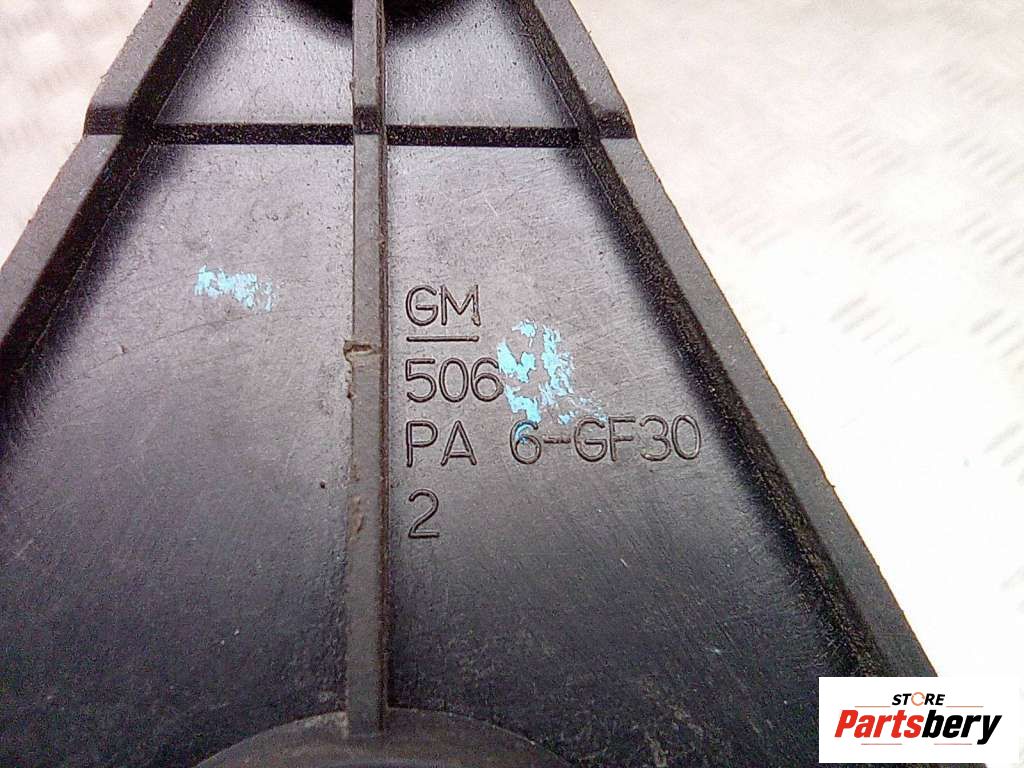 GM
506
PA 6-GF30
2
STORE
Partsbery